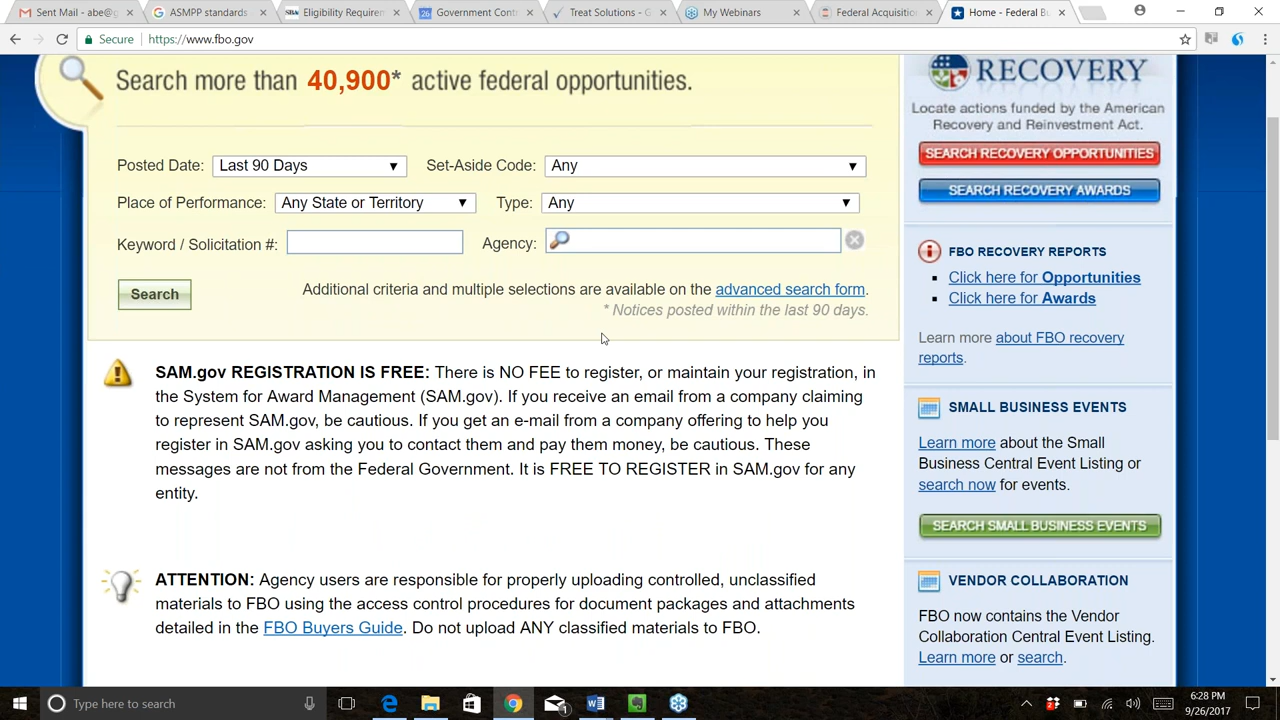 Sent Mail - abe@g
ASMPP standards
Eligibility Requirem
Government Cont
Treat Solutions - G
My Webinars
Federal Acquisitio
Home - Federal Bu
Secure
https://www.fbo.gov
Search more than 40,900* active federal opportunities.
Posted Date: Last 90 Days
Set-Aside Code: Any
Place of Performance: Any State or Territory
Type: Any
Keyword / Solicitation #:
Agency:
Search
Additional criteria and multiple selections are available on the advanced search form.
* Notices posted within the last 90 days.
SAM.gov REGISTRATION IS FREE: There is NO FEE to register, or maintain your registration, in
the System for Award Management (SAM.gov). If you receive an email from a company claiming
to represent SAM.gov, be cautious. If you get an e-mail from a company offering to help you
register in SAM.gov asking you to contact them and pay them money, be cautious. These
messages are not from the Federal Government. It is FREE TO REGISTER in SAM.gov for any
entity.
ATTENTION: Agency users are responsible for properly uploading controlled, unclassified
materials to FBO using the access control procedures for document packages and attachments
detailed in the FBO Buyers Guide. Do not upload ANY classified materials to FBO.
RECOVERY
Locate actions funded by the American
Recovery and Reinvestment Act.
SEARCH RECOVERY OPPORTUNITIES
SEARCH RECOVERY AWARDS
FBO RECOVERY REPORTS
Click here for Opportunities
Click here for Awards
Learn more about FBO recovery
reports.
SMALL BUSINESS EVENTS
Learn more about the Small
Business Central Event Listing or
search now for events.
SEARCH SMALL BUSINESS EVENTS
VENDOR COLLABORATION
FBO now contains the Vendor
Collaboration Central Event Listing.
Learn more or search.
Type here to search
6:28 PM
9/26/2017